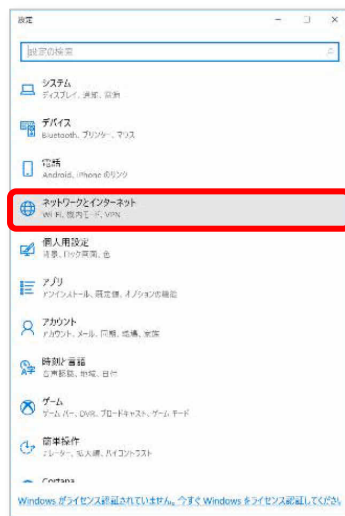 設定
設定の検索
システム
ディスプレイ、通知、電源
デバイス
Bluetooth、プリンター、マウス
電話
Android、iPhone のリンク
ネットワークとインターネット
Wi-Fi、機内モード、VPN
個人用設定
背景、ロック画面、色
アプリ
アンインストール、既定値、オプションの機能
アカウント
アカウント、メール、同期、職場、家族
時刻と言語
音声認識、地域、日付
ゲーム
ゲーム バー、DVR、ブロードキャスト、ゲーム モード
簡単操作
ナレーター、拡大鏡、ハイコントラスト
Cortana
Windows がライセンス認証されていません。今すぐ Windows をライセンス認証してくださ